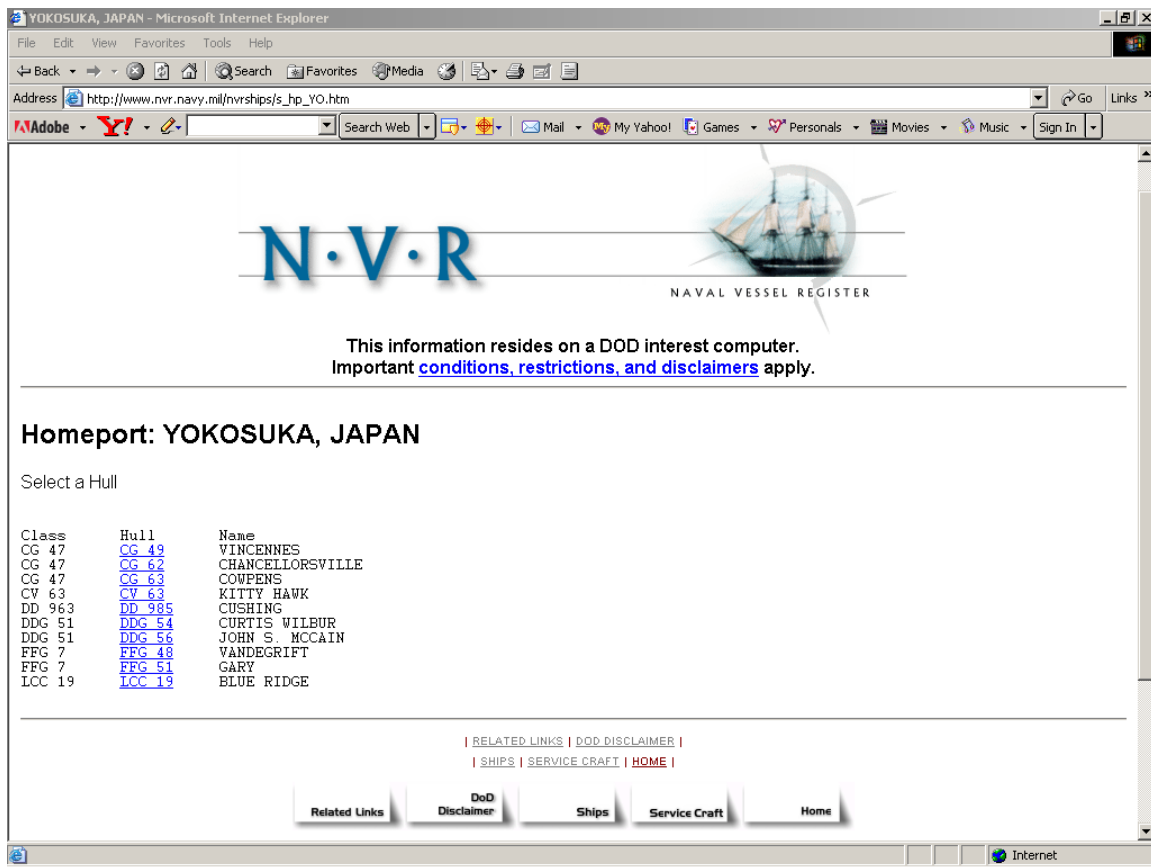 YOKOSUKA, JAPAN - Microsoft Internet Explorer
File Edit View Favorites Tools Help
Back Search Favorites Media
Address http://www.nvr.navy.mil/nvrships/s_hp_YO.htm Go Links »
Adobe Y! Search Web Mail My Yahoo! Games Personals Movies Music Sign In
N·V·R
NAVAL VESSEL REGISTER
This information resides on a DOD interest computer.
Important conditions, restrictions, and disclaimers apply.
Homeport: YOKOSUKA, JAPAN
Select a Hull
Class Hull Name
CG 47 CG 49 VINCENNES
CG 47 CG 62 CHANCELLORSVILLE
CG 47 CG 63 COWPENS
CV 63 CV 63 KITTY HAWK
DD 963 DD 985 CUSHING
DDG 51 DDG 54 CURTIS WILBUR
DDG 51 DDG 56 JOHN S. MCCAIN
FFG 7 FFG 48 VANDEGRIFT
FFG 7 FFG 51 GARY
LCC 19 LCC 19 BLUE RIDGE
| RELATED LINKS | DOD DISCLAIMER |
| SHIPS | SERVICE CRAFT | HOME |
Related Links DoD Disclaimer Ships Service Craft Home
Internet